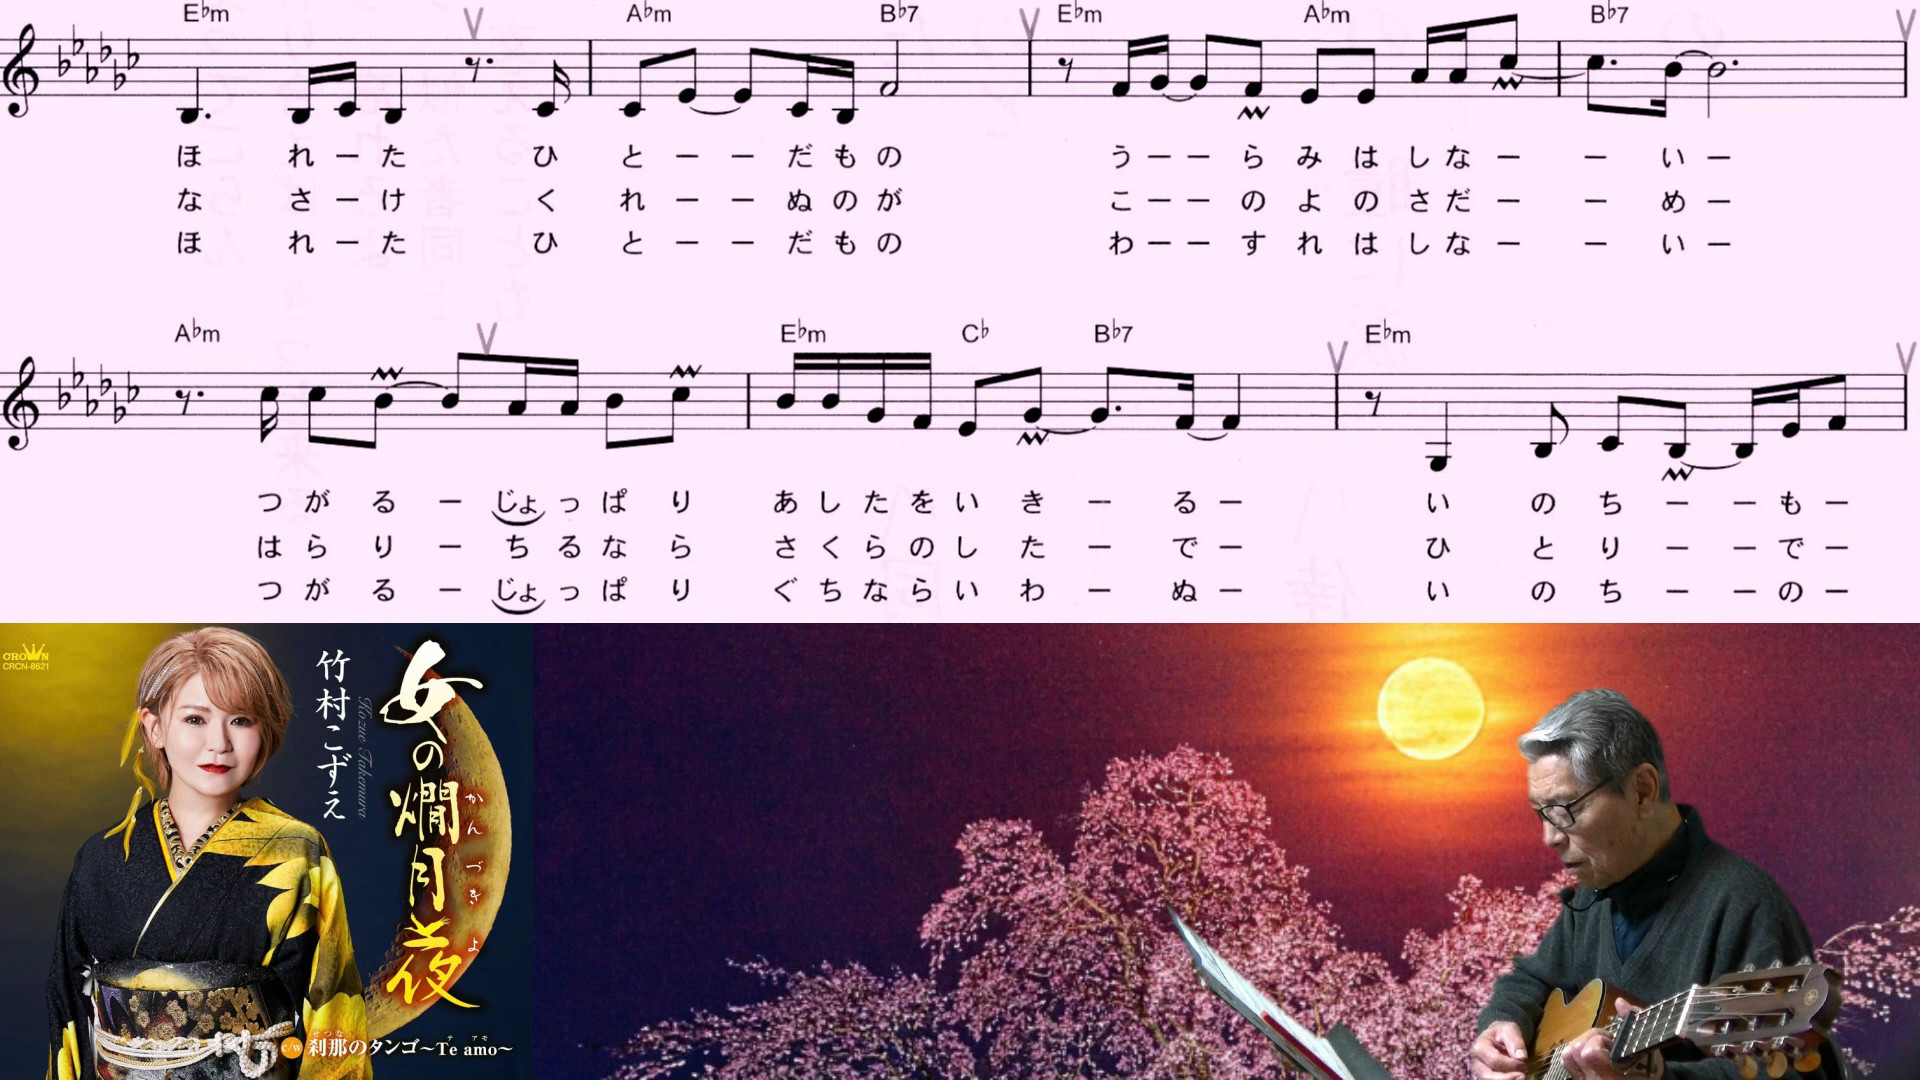 E♭m A♭m B♭7 E♭m A♭m B♭7
ほ れ ー た ひ と ー ー だ も の う ー ー ら み は し な ー ー い ー
な さ ー け く れ ー ー ぬ の が こ ー ー の よ の さ だ ー ー め ー
ほ れ ー た ひ と ー ー だ も の わ ー ー す れ は し な ー ー い ー
A♭m E♭m C♭ B♭7 E♭m
つ が る ー じょ っ ぱ り あ し た を い き ー る ー い の ち ー ー も ー
は ら り ー ち る な ら さ く ら の し た ー で ー ひ と り ー ー で ー
つ が る ー じょ っ ぱ り ぐ ち な ら い わ ー ぬ ー い の ち ー ー の ー
CROWN
CRCN-8621
女の燗月夜
かんづきよ
竹村こずえ
Kozue Takemura
せつな テ アモ
c/w 刹那のタンゴ〜Te amo〜